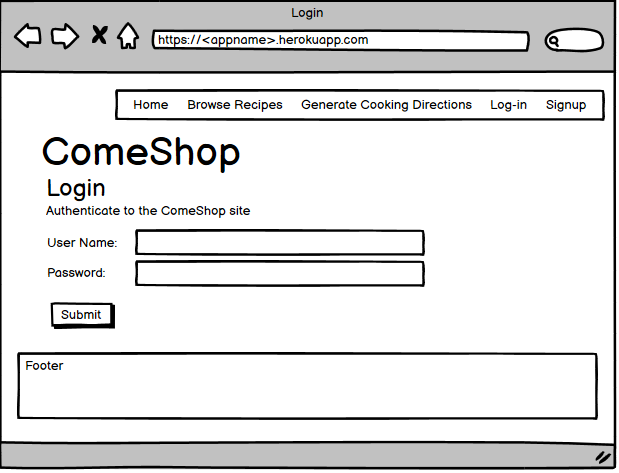 Login
https://<appname>.herokuapp.com
Home Browse Recipes Generate Cooking Directions Log-in Signup
ComeShop
Login
Authenticate to the ComeShop site
User Name:
Password:
Submit
Footer